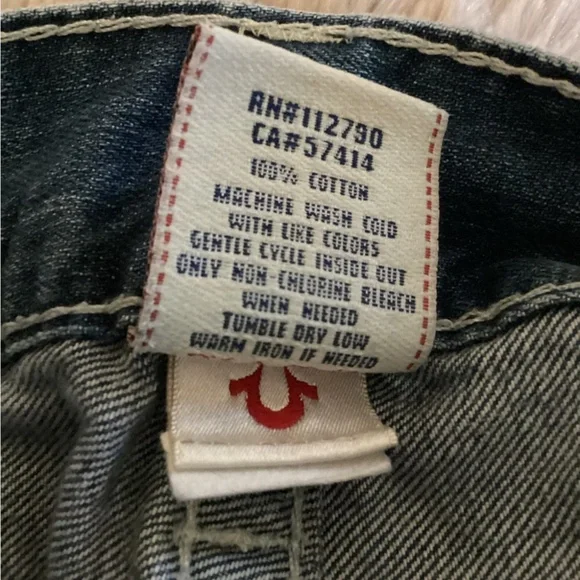 RN#112790
CA#57414
100% COTTON
MACHINE WASH COLD
WITH LIKE COLORS
GENTLE CYCLE INSIDE OUT
ONLY NON-CHLORINE BLEACH
WHEN NEEDED
TUMBLE DRY LOW
WARM IRON IF NEEDED